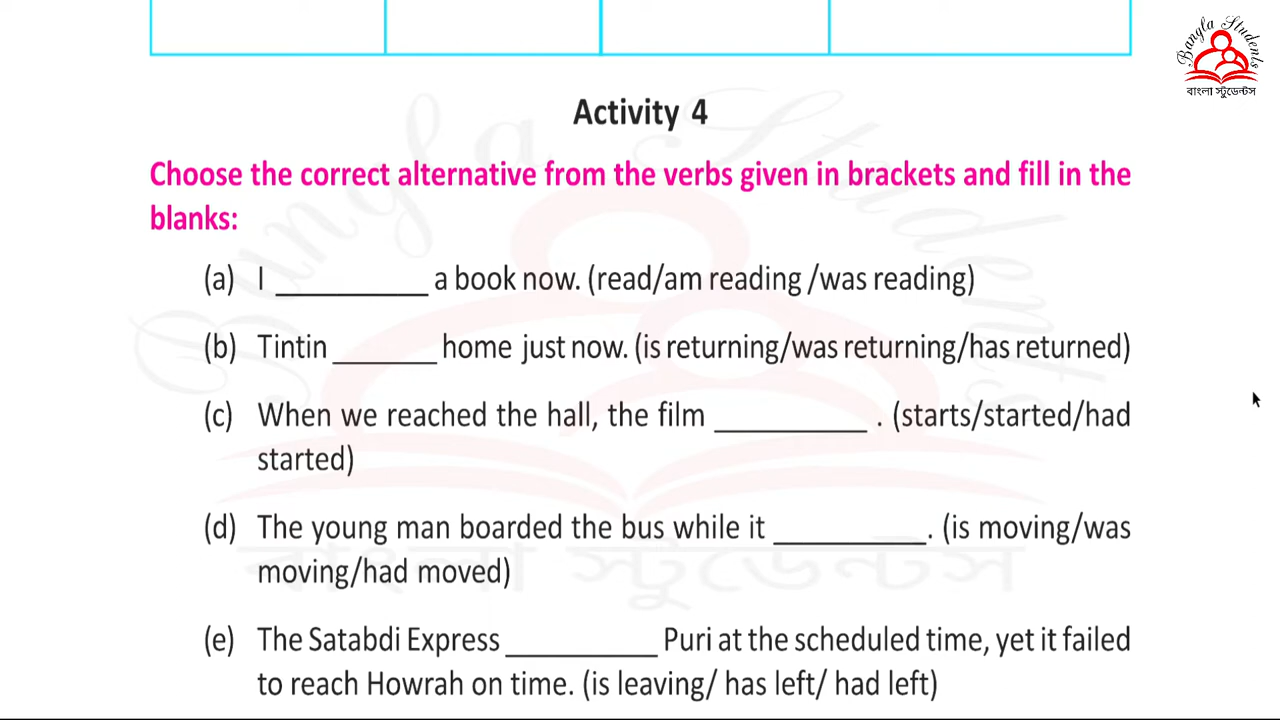 Bangla Students
বাংলা স্টুডেন্টস
Activity 4
Choose the correct alternative from the verbs given in brackets and fill in the
blanks:
(a) I __________ a book now. (read/am reading /was reading)
(b) Tintin _______ home just now. (is returning/was returning/has returned)
(c) When we reached the hall, the film __________ . (starts/started/had
started)
(d) The young man boarded the bus while it __________. (is moving/was
moving/had moved)
(e) The Satabdi Express __________ Puri at the scheduled time, yet it failed
to reach Howrah on time. (is leaving/ has left/ had left)
Bangla Students
বাংলা স্টুডেন্টস